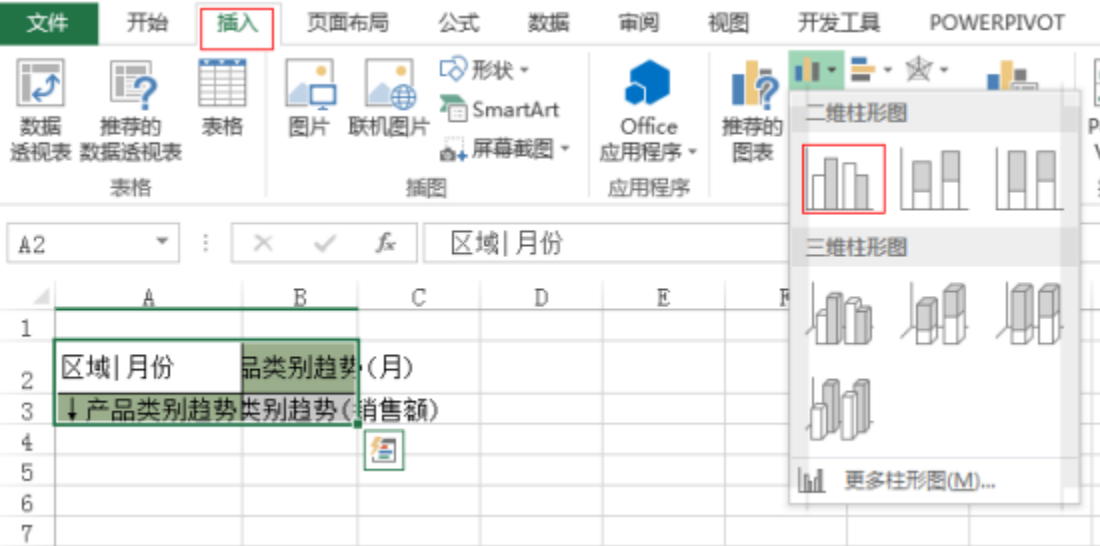 文件 开始 插入 页面布局 公式 数据 审阅 视图 开发工具 POWERPIVOT
数据
透视表
推荐的
数据透视表
表格
表格
图片
联机图片
形状
SmartArt
屏幕截图
插图
Office
应用程序
应用程序
推荐的
图表
二维柱形图
三维柱形图
更多柱形图(M)...
A2 fx 区域|月份
A B C D E F
1
2 区域|月份 品类别趋势(月)
3 ↓产品类别趋势 类别趋势(销售额)
4
5
6
7